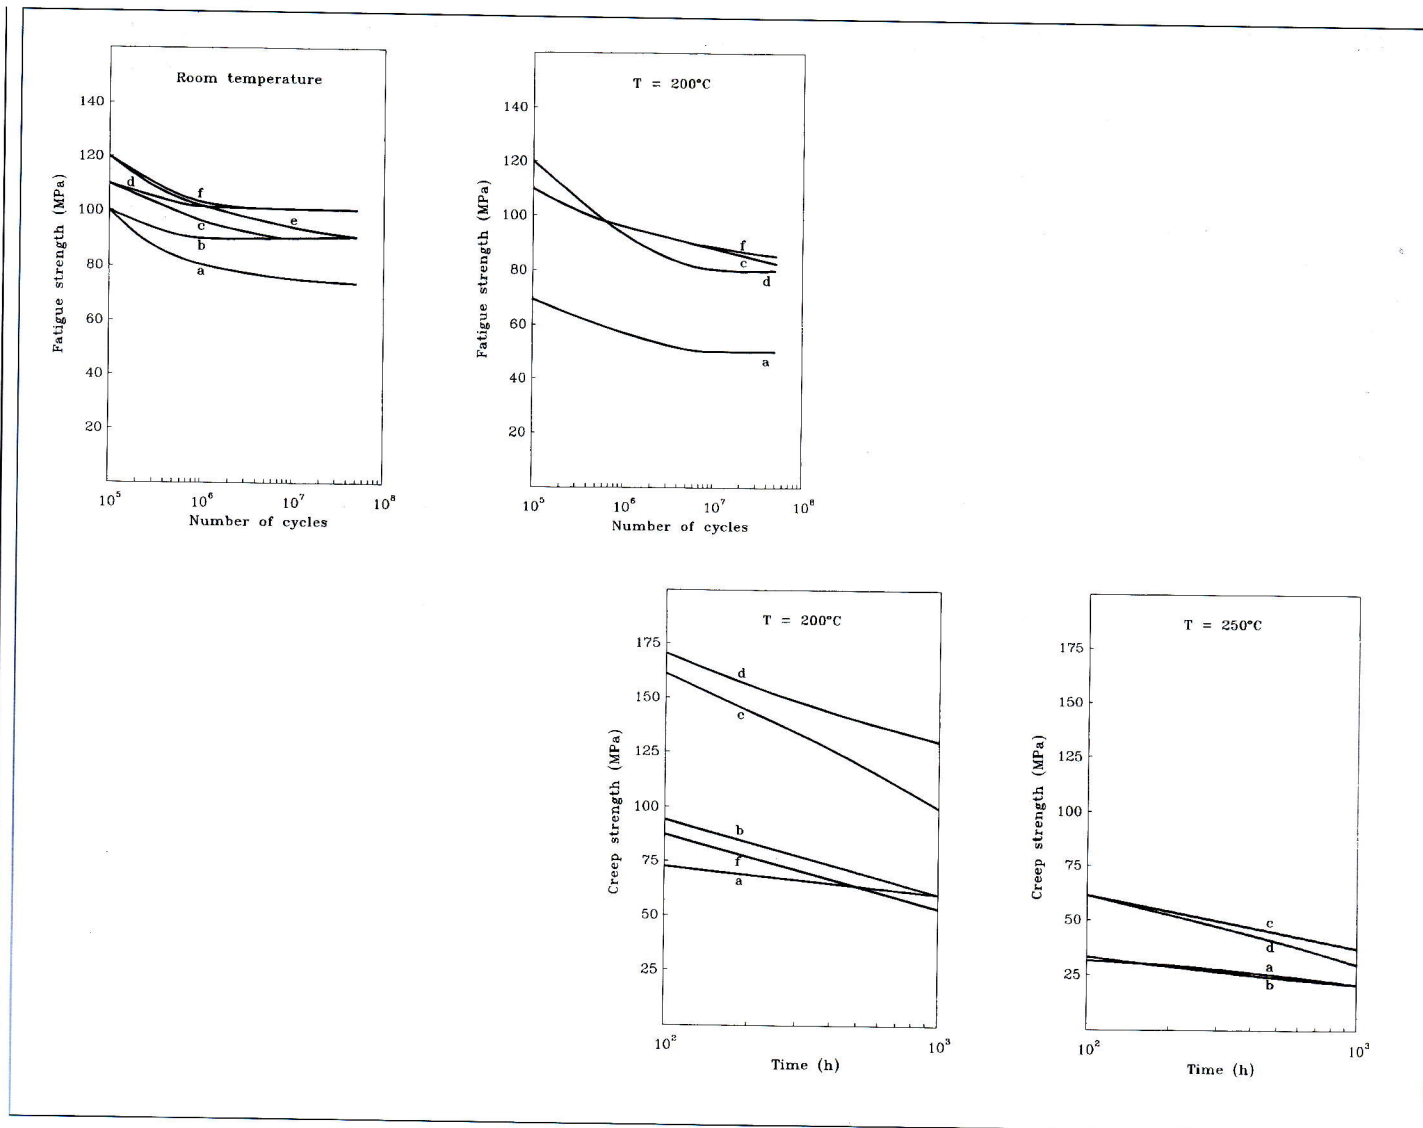 Room temperature
140
120
100
80
60
40
20
Fatigue strength (MPa)
d
f
e
c
b
a
10⁵ 10⁶ 10⁷ 10⁸
Number of cycles
T = 200°C
140
120
100
80
60
40
20
Fatigue strength (MPa)
f
c
d
a
10⁵ 10⁶ 10⁷ 10⁸
Number of cycles
T = 200°C
175
150
125
100
75
50
25
Creep strength (MPa)
d
c
b
f
a
10² 10³
Time (h)
T = 250°C
175
150
125
100
75
50
25
Creep strength (MPa)
c
d
a
b
10² 10³
Time (h)